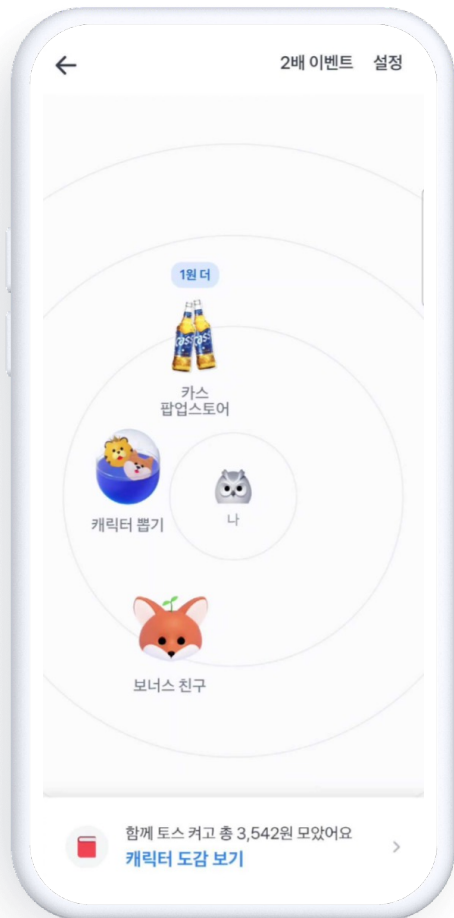 2배 이벤트 설정
1원 더
Cass Cass
카스
팝업스토어
캐릭터 뽑기
나
보너스 친구
함께 토스 켜고 총 3,542원 모았어요
캐릭터 도감 보기